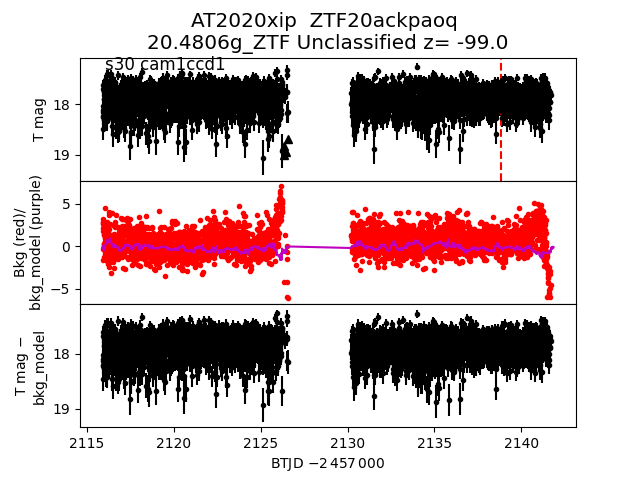 AT2020xip  ZTF20ackpaoq
20.4806g_ZTF Unclassified z= -99.0
s30 cam1ccd1
T mag
18
19
Bkg (red)/
bkg_model (purple)
5
0
−5
T mag −
bkg_model
18
19
2115
2120
2125
2130
2135
2140
BTJD −2 457 000